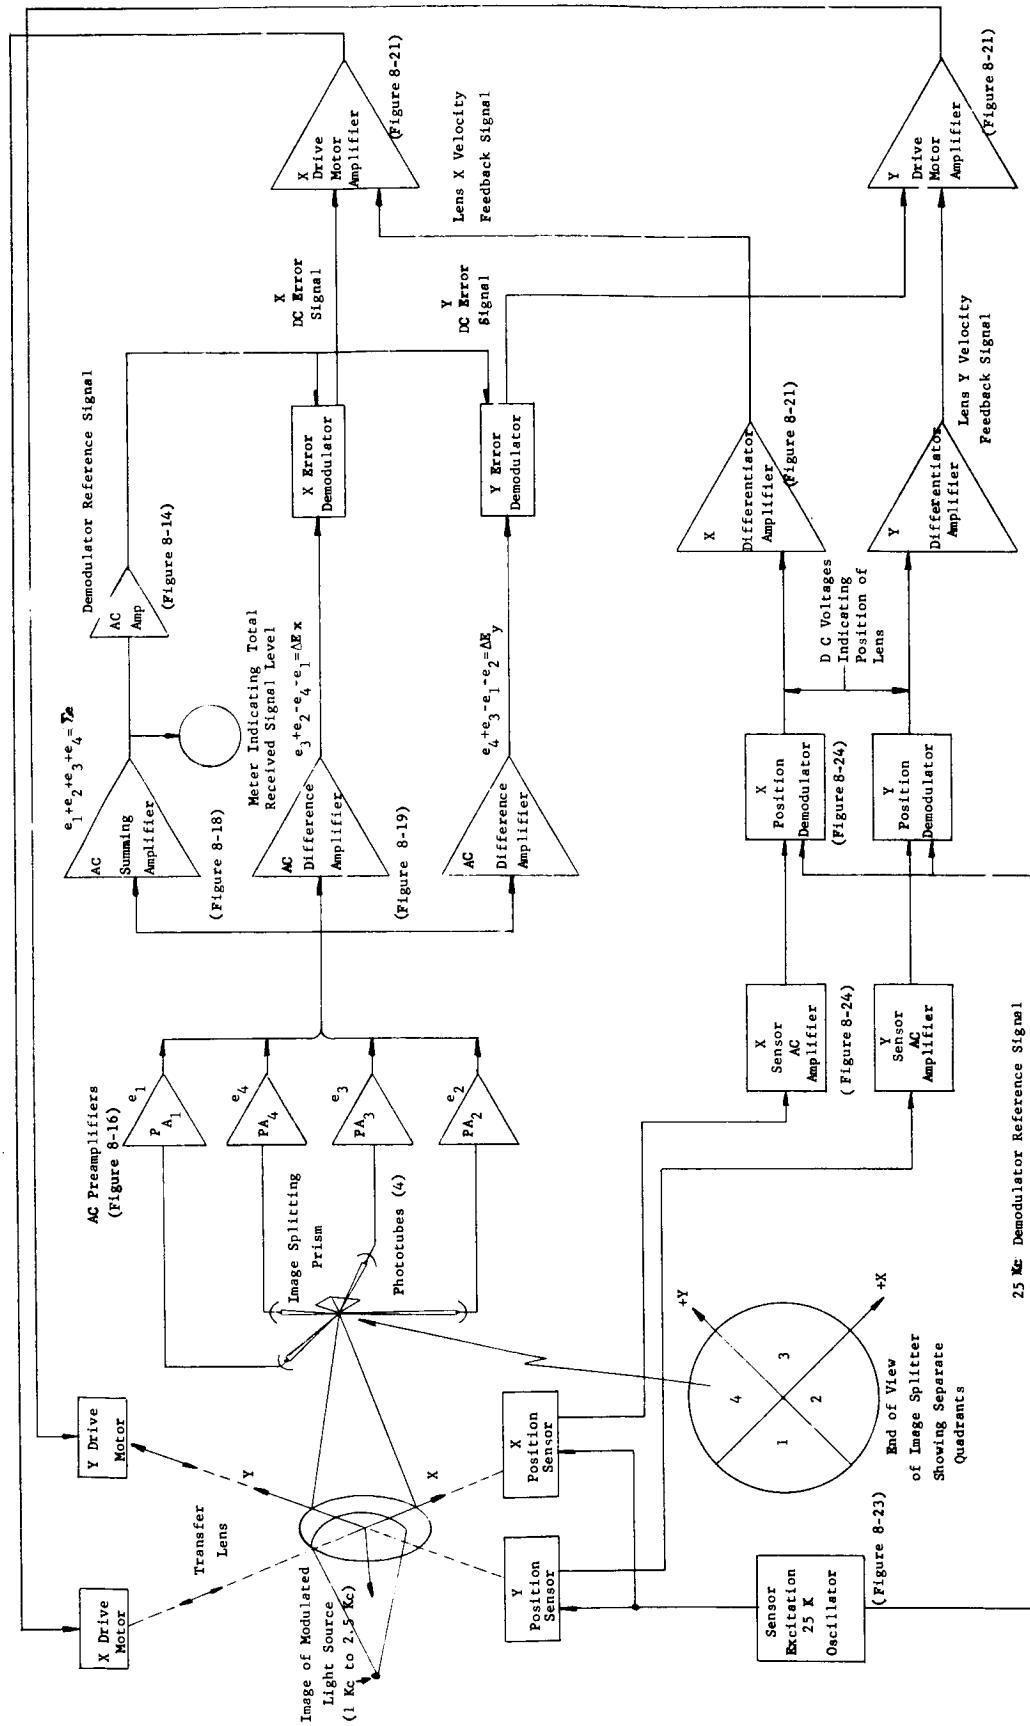 X Drive
Motor
Y Drive
Motor
Transfer
Lens
Y
X
Image of Modulated
Light Source
(1 Kc to 2.5 Kc)
Y
Position
Sensor
X
Position
Sensor
Sensor
Excitation
25 K
Oscillator
(Figure 8-23)
AC Preamplifiers
(Figure 8-16)
Image Splitting
Prism
Phototubes (4)
e1
PA1
e4
PA4
e3
PA3
e2
PA2
+Y
+X
4
3
1
2
End of View
of Image Splitter
Showing Separate
Quadrants
e1+e2+e3+e4=Σe
AC
Summing
Amplifier
(Figure 8-18)
Meter Indicating Total
Received Signal Level
e3+e2-e4-e1=ΔEx
AC
Difference
Amplifier
(Figure 8-19)
e4+e3-e1-e2=ΔEy
AC
Difference
Amplifier
Demodulator Reference Signal
AC
Amp
(Figure 8-14)
X Error
Demodulator
Y Error
Demodulator
X
DC Error
Signal
Y
DC Error
Signal
X
Drive
Motor
Amplifier
(Figure 8-21)
Lens X Velocity
Feedback Signal
Y
Drive
Motor
Amplifier
(Figure 8-21)
X
Sensor
AC
Amplifier
(Figure 8-24)
Y
Sensor
AC
Amplifier
X
Position
Demodulator
(Figure 8-24)
Y
Position
Demodulator
D C Voltages
Indicating
Position of
Lens
X
Differentiator
Amplifier
(Figure 8-21)
Y
Differentiator
Amplifier
Lens Y Velocity
Feedback Signal
25 Kc Demodulator Reference Signal